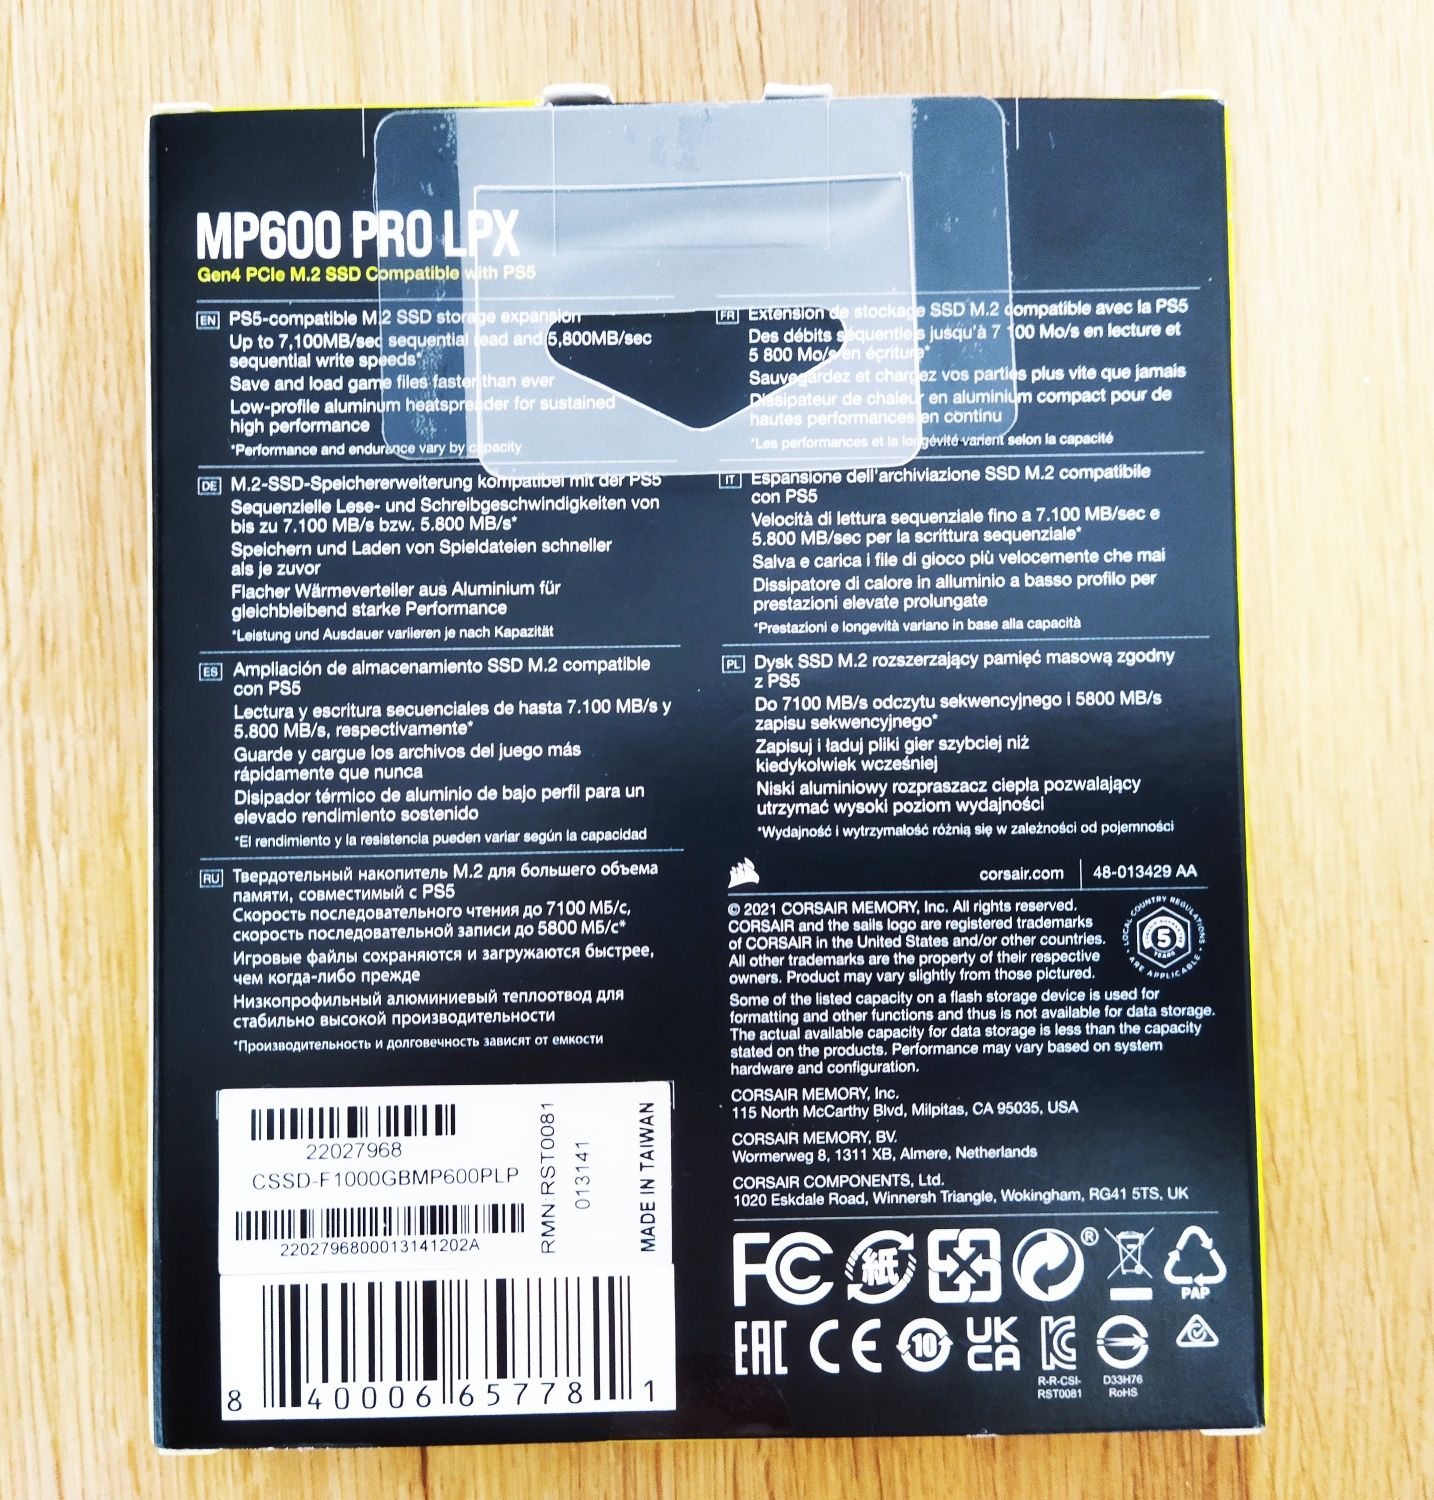 MP600 PRO LPX
Gen4 PCIe M.2 SSD Compatible with PS5
EN
PS5-compatible M.2 SSD storage expansion
Up to 7,100MB/sec sequential read and 5,800MB/sec
sequential write speeds*
Save and load game files faster than ever
Low-profile aluminum heatspreader for sustained
high performance
*Performance and endurance vary by capacity
FR
Extension de stockage SSD M.2 compatible avec la PS5
Des débits séquentiels jusqu'à 7 100 Mo/s en lecture et
5 800 Mo/s en écriture*
Sauvegardez et chargez vos parties plus vite que jamais
Dissipateur de chaleur en aluminium compact pour de
hautes performances en continu
*Les performances et la longévité varient selon la capacité
DE
M.2-SSD-Speichererweiterung kompatibel mit der PS5
Sequenzielle Lese- und Schreibgeschwindigkeiten von
bis zu 7.100 MB/s bzw. 5.800 MB/s*
Speichern und Laden von Spieldateien schneller
als je zuvor
Flacher Wärmeverteiler aus Aluminium für
gleichbleibend starke Performance
*Leistung und Ausdauer variieren je nach Kapazität
IT
Espansione dell'archiviazione SSD M.2 compatibile
con PS5
Velocità di lettura sequenziale fino a 7.100 MB/sec e
5.800 MB/sec per la scrittura sequenziale*
Salva e carica i file di gioco più velocemente che mai
Dissipatore di calore in alluminio a basso profilo per
prestazioni elevate prolungate
*Prestazioni e longevità variano in base alla capacità
ES
Ampliación de almacenamiento SSD M.2 compatible
con PS5
Lectura y escritura secuenciales de hasta 7.100 MB/s y
5.800 MB/s, respectivamente*
Guarde y cargue los archivos del juego más
rápidamente que nunca
Disipador térmico de aluminio de bajo perfil para un
elevado rendimiento sostenido
*El rendimiento y la resistencia pueden variar según la capacidad
PL
Dysk SSD M.2 rozszerzający pamięć masową zgodny
z PS5
Do 7100 MB/s odczytu sekwencyjnego i 5800 MB/s
zapisu sekwencyjnego*
Zapisuj i ładuj pliki gier szybciej niż
kiedykolwiek wcześniej
Niski aluminiowy rozpraszacz ciepła pozwalający
utrzymać wysoki poziom wydajności
*Wydajność i wytrzymałość różnią się w zależności od pojemności
RU
Твердотельный накопитель M.2 для большего объема
памяти, совместимый с PS5
Скорость последовательного чтения до 7100 МБ/с,
скорость последовательной записи до 5800 МБ/с*
Игровые файлы сохраняются и загружаются быстрее,
чем когда-либо прежде
Низкопрофильный алюминиевый теплоотвод для
стабильно высокой производительности
*Производительность и долговечность зависят от емкости
corsair.com
48-013429 AA
© 2021 CORSAIR MEMORY, Inc. All rights reserved.
CORSAIR and the sails logo are registered trademarks
of CORSAIR in the United States and/or other countries.
All other trademarks are the property of their respective
owners. Product may vary slightly from those pictured.
LOCAL COUNTRY REGULATIONS
5
YEARS
ARE APPLICABLE
Some of the listed capacity on a flash storage device is used for
formatting and other functions and thus is not available for data storage.
The actual available capacity for data storage is less than the capacity
stated on the products. Performance may vary based on system
hardware and configuration.
CORSAIR MEMORY, Inc.
115 North McCarthy Blvd, Milpitas, CA 95035, USA
CORSAIR MEMORY, BV.
Wormerweg 8, 1311 XB, Almere, Netherlands
CORSAIR COMPONENTS, Ltd.
1020 Eskdale Road, Winnersh Triangle, Wokingham, RG41 5TS, UK
22027968
CSSD-F1000GBMP600PLP
2202796800013141202A
RMN:RST0081
013141
MADE IN TAIWAN
8 40006 65778 1
FC
紙
®
PAP
EAC
CE
10
UK
CA
R-R-CSI-
RST0081
D33H76
RoHS